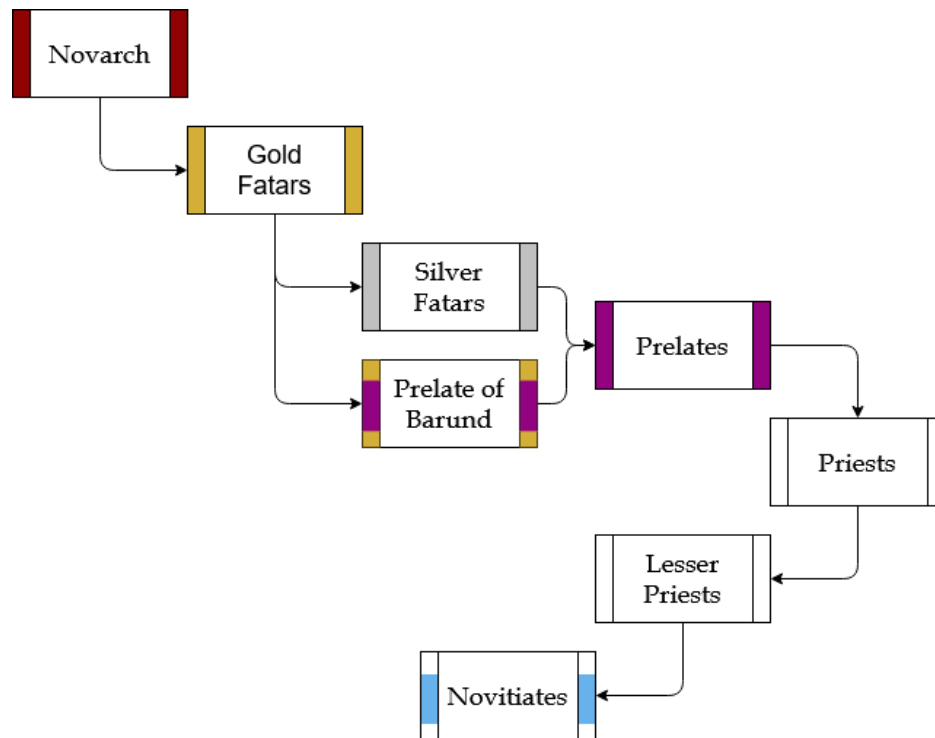 Novarch
Gold
Fatars
Silver
Fatars
Prelate of
Barund
Prelates
Priests
Lesser
Priests
Novitiates